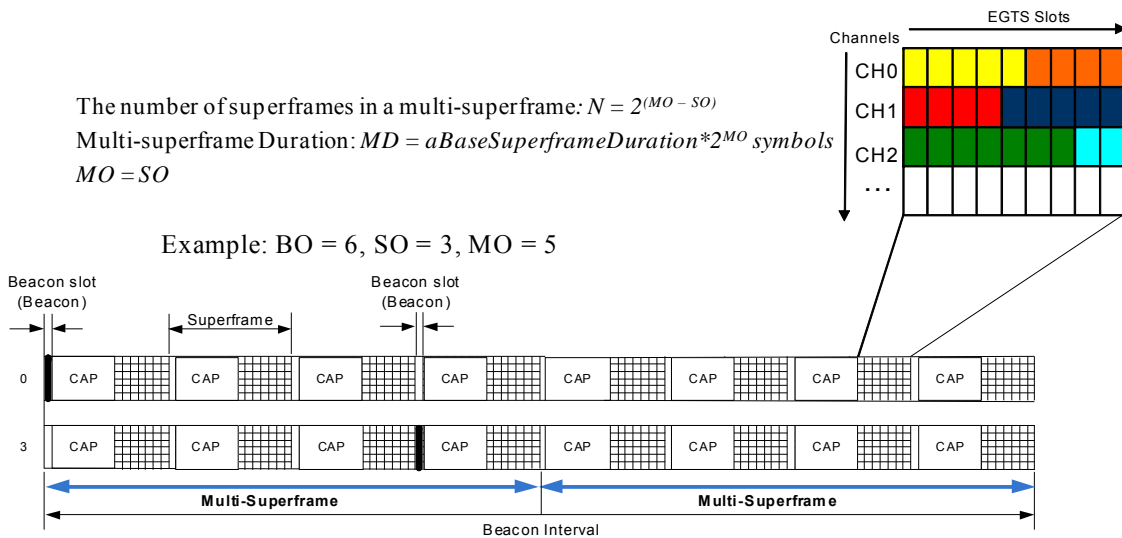 EGTS Slots
Channels
CH0
CH1
CH2
...
The number of superframes in a multi-superframe: N = 2^(MO – SO)
Multi-superframe Duration: MD = aBaseSuperframeDuration*2^MO symbols
MO = SO
Example: BO = 6, SO = 3, MO = 5
Beacon slot
(Beacon)
Superframe
Beacon slot
(Beacon)
0 CAP CAP CAP CAP CAP CAP CAP CAP
3 CAP CAP CAP CAP CAP CAP CAP CAP
Multi-Superframe Multi-Superframe
Beacon Interval